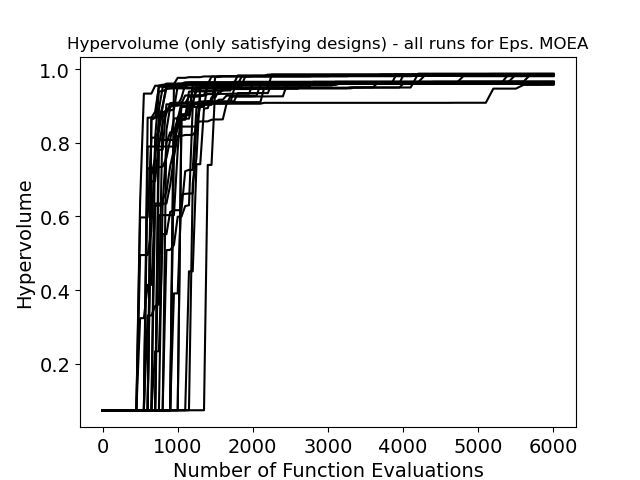 Hypervolume (only satisfying designs) - all runs for Eps. MOEA
1.0
0.8
0.6
0.4
0.2
Hypervolume
0 1000 2000 3000 4000 5000 6000
Number of Function Evaluations